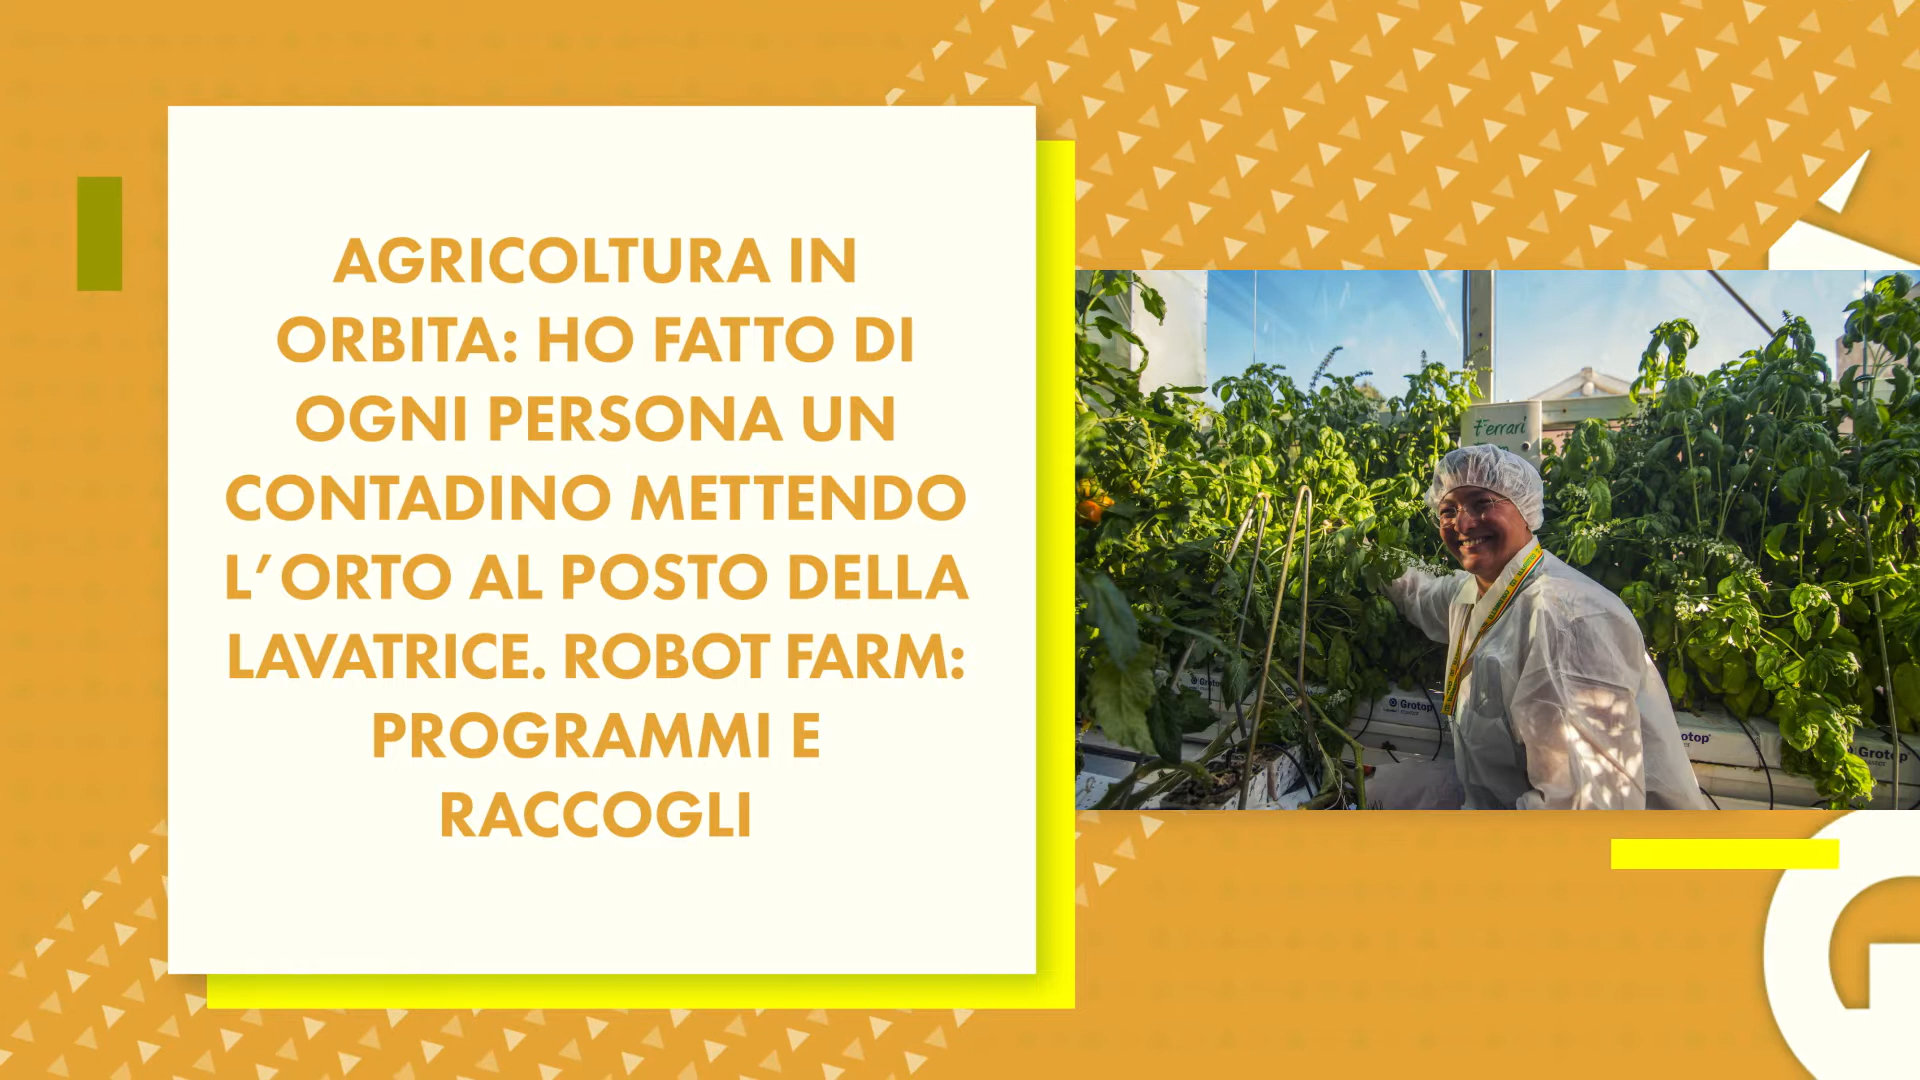 AGRICOLTURA IN
ORBITA: HO FATTO DI
OGNI PERSONA UN
CONTADINO METTENDO
L’ORTO AL POSTO DELLA
LAVATRICE. ROBOT FARM:
PROGRAMMI E
RACCOGLI
Ferrari
Grotop
otop
Grotop
G